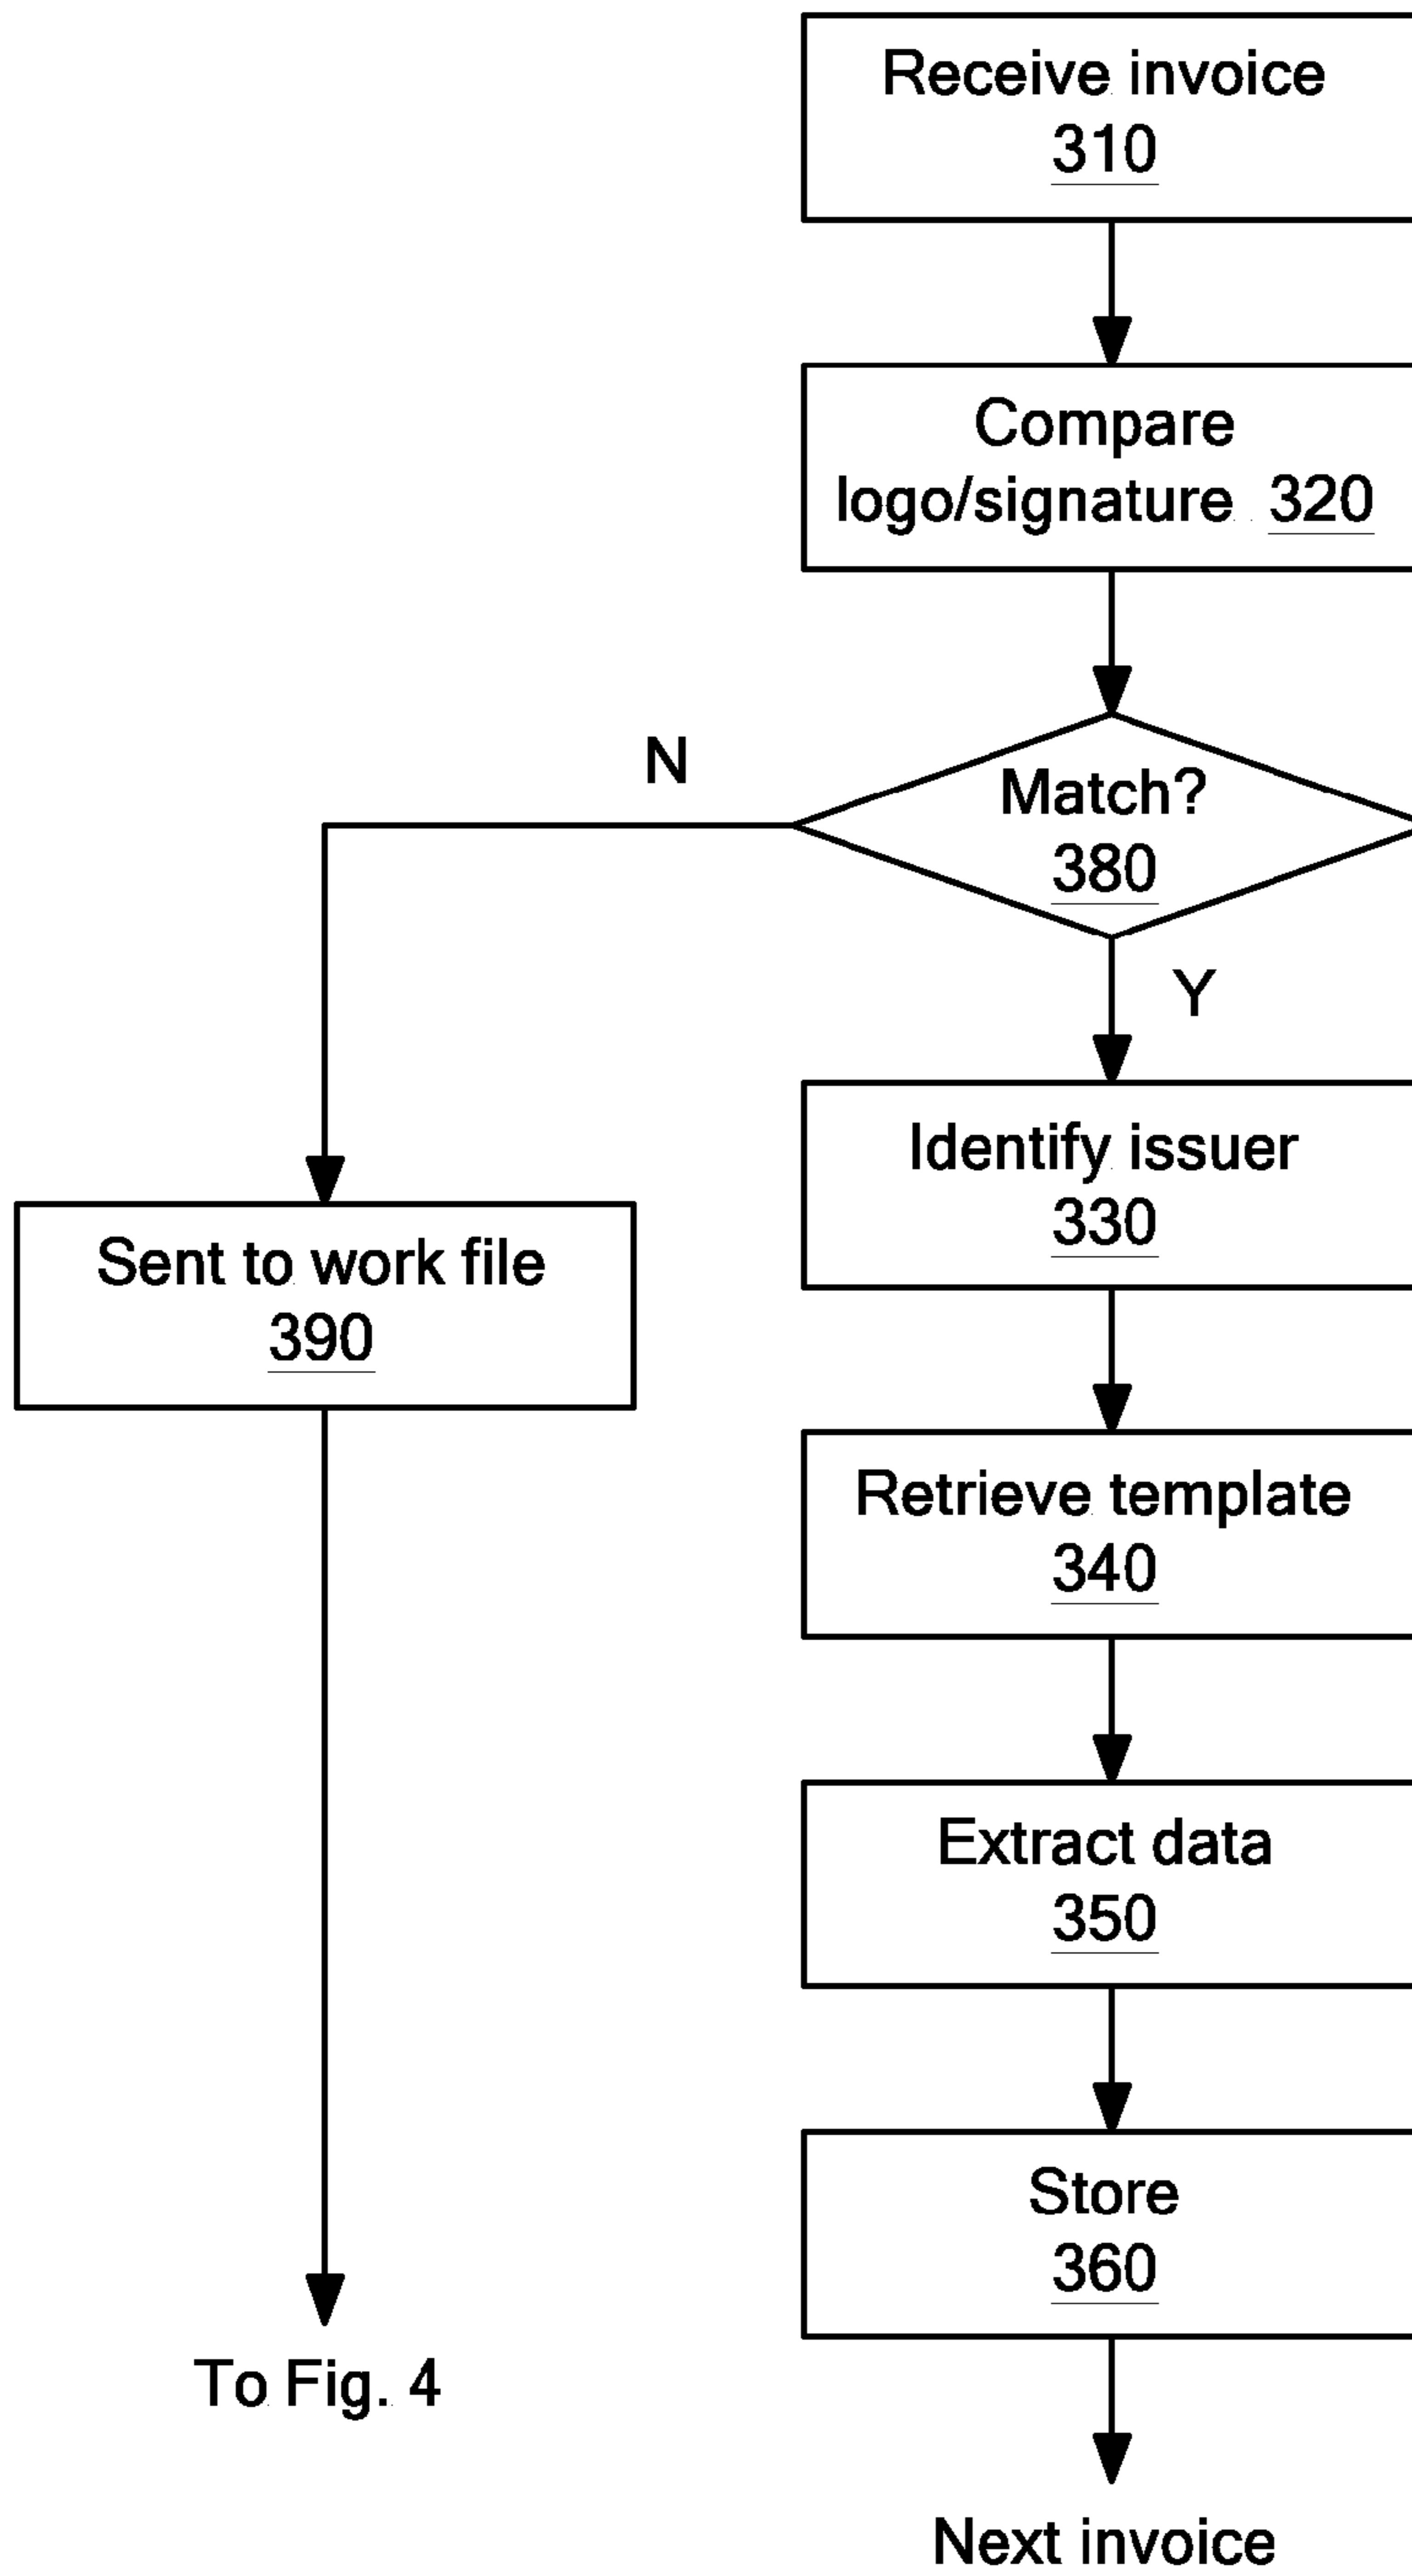 Receive invoice
310
Compare
logo/signature 320
N
Match?
380
Y
Identify issuer
330
Sent to work file
390
Retrieve template
340
Extract data
350
Store
360
To Fig. 4
Next invoice